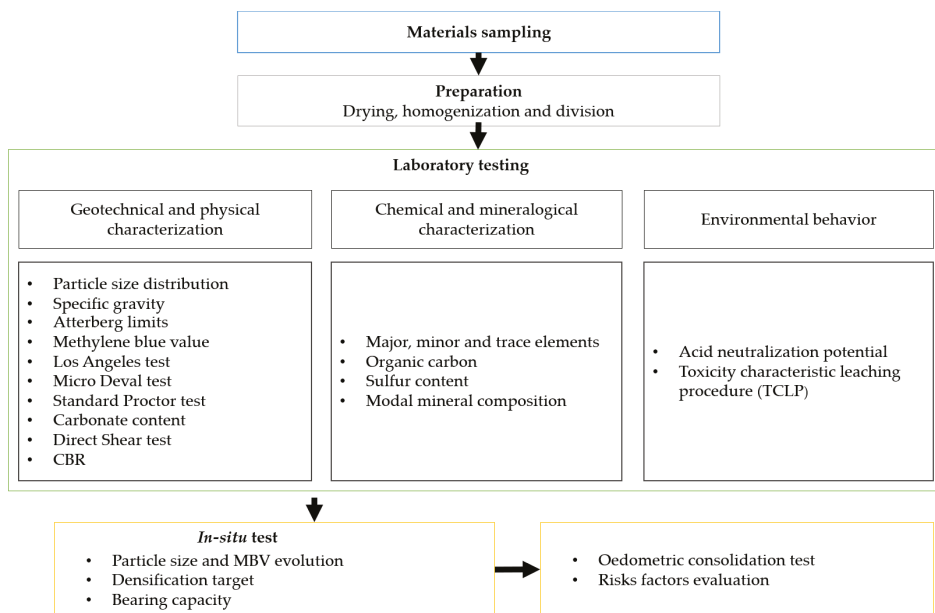 Materials sampling
Preparation
Drying, homogenization and division
Laboratory testing
Geotechnical and physical
characterization
Chemical and mineralogical
characterization
Environmental behavior
• Particle size distribution
• Specific gravity
• Atterberg limits
• Methylene blue value
• Los Angeles test
• Micro Deval test
• Standard Proctor test
• Carbonate content
• Direct Shear test
• CBR
• Major, minor and trace elements
• Organic carbon
• Sulfur content
• Modal mineral composition
• Acid neutralization potential
• Toxicity characteristic leaching
procedure (TCLP)
In-situ test
• Particle size and MBV evolution
• Densification target
• Bearing capacity
• Oedometric consolidation test
• Risks factors evaluation